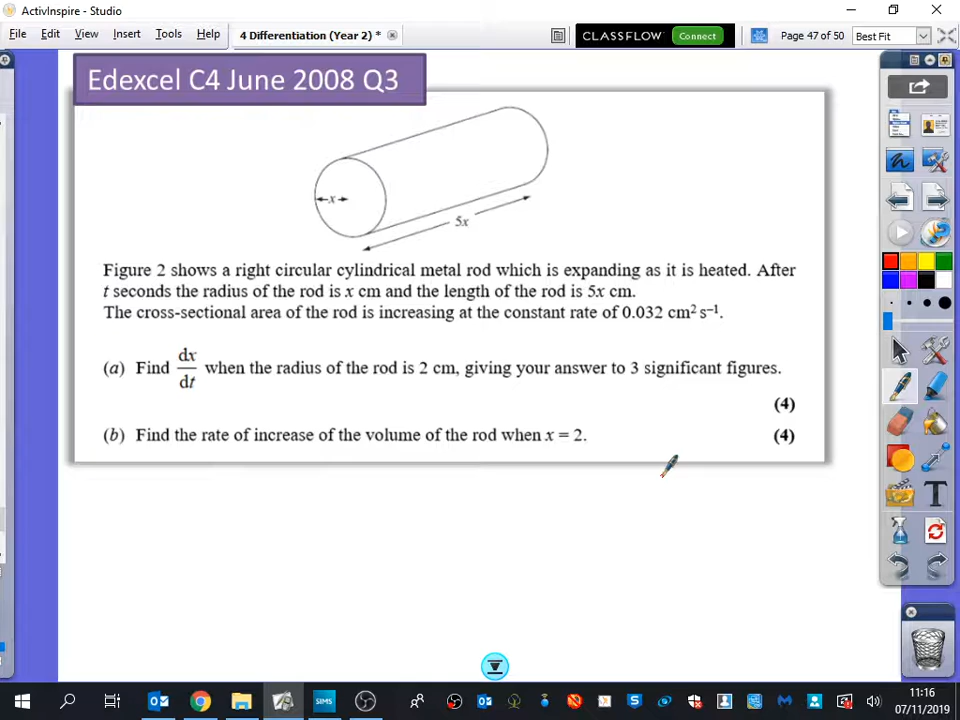 ActivInspire - Studio
File Edit View Insert Tools Help 4 Differentiation (Year 2) * CLASSFLOW Connect Page 47 of 50 Best Fit
Edexcel C4 June 2008 Q3
x
5x
Figure 2 shows a right circular cylindrical metal rod which is expanding as it is heated. After
t seconds the radius of the rod is x cm and the length of the rod is 5x cm.
The cross-sectional area of the rod is increasing at the constant rate of 0.032 cm² s⁻¹.
(a) Find dx/dt when the radius of the rod is 2 cm, giving your answer to 3 significant figures.
(4)
(b) Find the rate of increase of the volume of the rod when x = 2. (4)
T
SIMS
11:16
07/11/2019